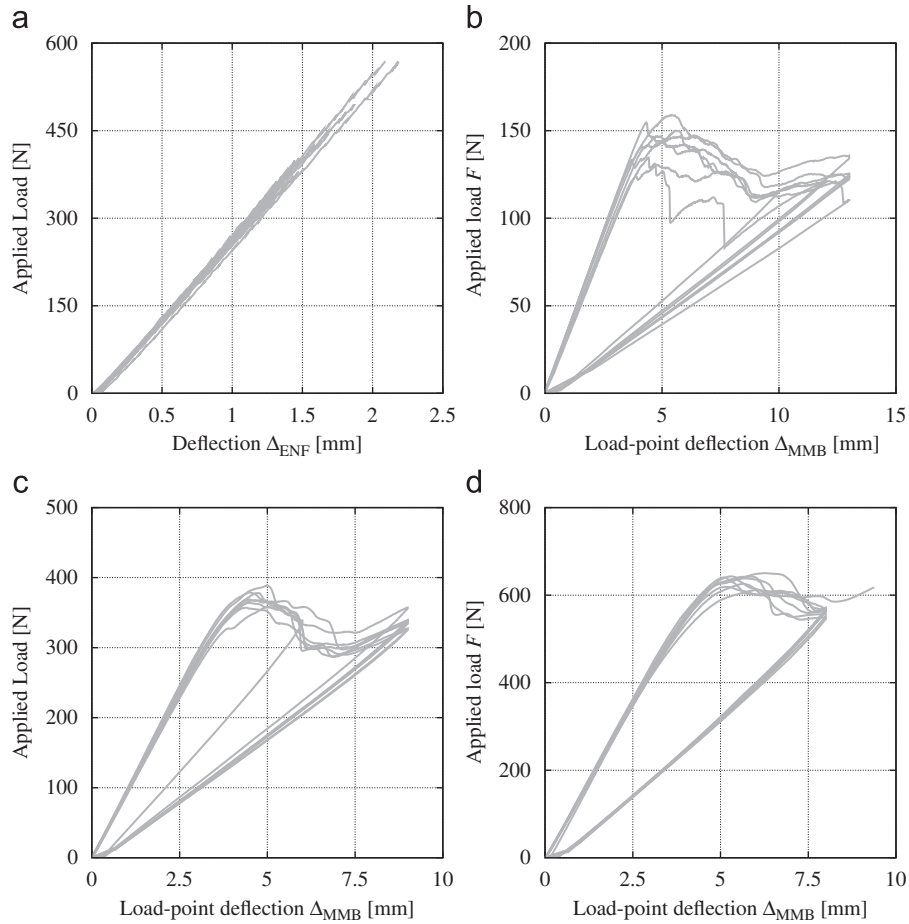 a
600
450
300
150
0
0 0.5 1 1.5 2 2.5
Applied Load [N]
Deflection Δ_ENF [mm]
b
200
150
100
50
0
0 5 10 15
Applied load F [N]
Load-point deflection Δ_MMB [mm]
c
500
400
300
200
100
0
0 2.5 5 7.5 10
Applied Load [N]
Load-point deflection Δ_MMB [mm]
d
800
600
400
200
0
0 2.5 5 7.5 10
Applied load F [N]
Load-point deflection Δ_MMB [mm]